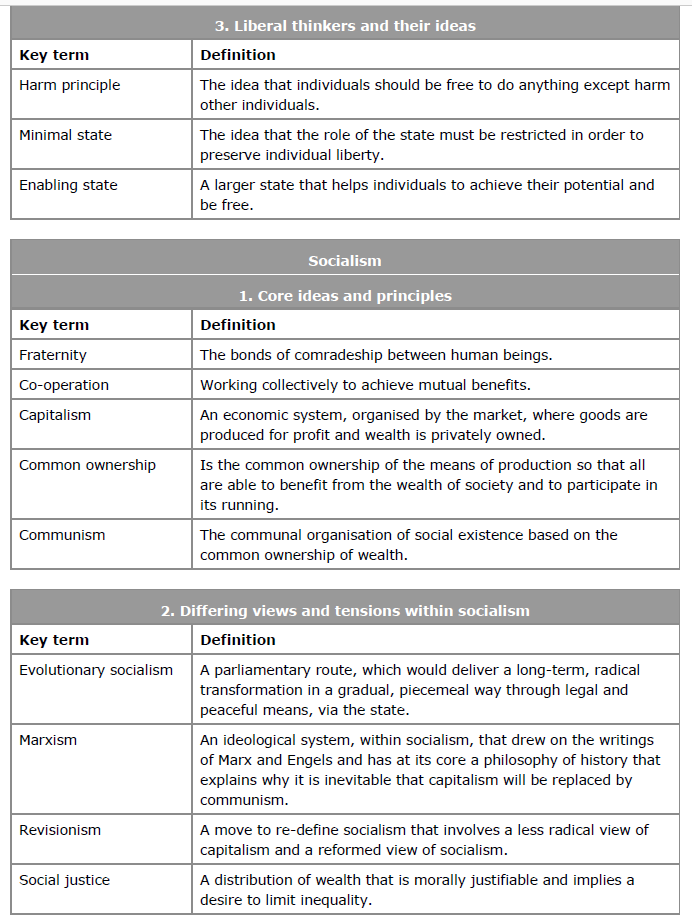 3. Liberal thinkers and their ideas
Key term Definition
Harm principle The idea that individuals should be free to do anything except harm
other individuals.
Minimal state The idea that the role of the state must be restricted in order to
preserve individual liberty.
Enabling state A larger state that helps individuals to achieve their potential and
be free.
Socialism
1. Core ideas and principles
Key term Definition
Fraternity The bonds of comradeship between human beings.
Co-operation Working collectively to achieve mutual benefits.
Capitalism An economic system, organised by the market, where goods are
produced for profit and wealth is privately owned.
Common ownership Is the common ownership of the means of production so that all
are able to benefit from the wealth of society and to participate in
its running.
Communism The communal organisation of social existence based on the
common ownership of wealth.
2. Differing views and tensions within socialism
Key term Definition
Evolutionary socialism A parliamentary route, which would deliver a long-term, radical
transformation in a gradual, piecemeal way through legal and
peaceful means, via the state.
Marxism An ideological system, within socialism, that drew on the writings
of Marx and Engels and has at its core a philosophy of history that
explains why it is inevitable that capitalism will be replaced by
communism.
Revisionism A move to re-define socialism that involves a less radical view of
capitalism and a reformed view of socialism.
Social justice A distribution of wealth that is morally justifiable and implies a
desire to limit inequality.